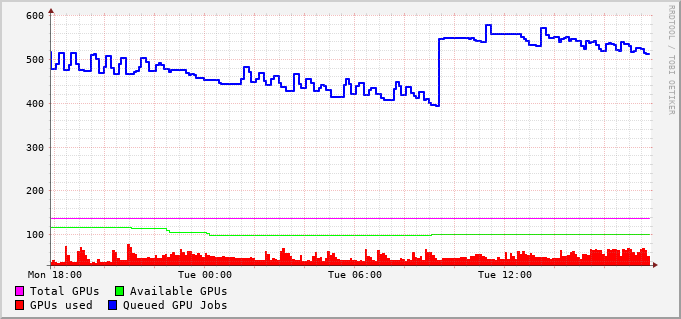 600
500
400
300
200
100
Mon 18:00 Tue 00:00 Tue 06:00 Tue 12:00
Total GPUs Available GPUs
GPUs used Queued GPU Jobs
RRDTOOL / TOBI OETIKER